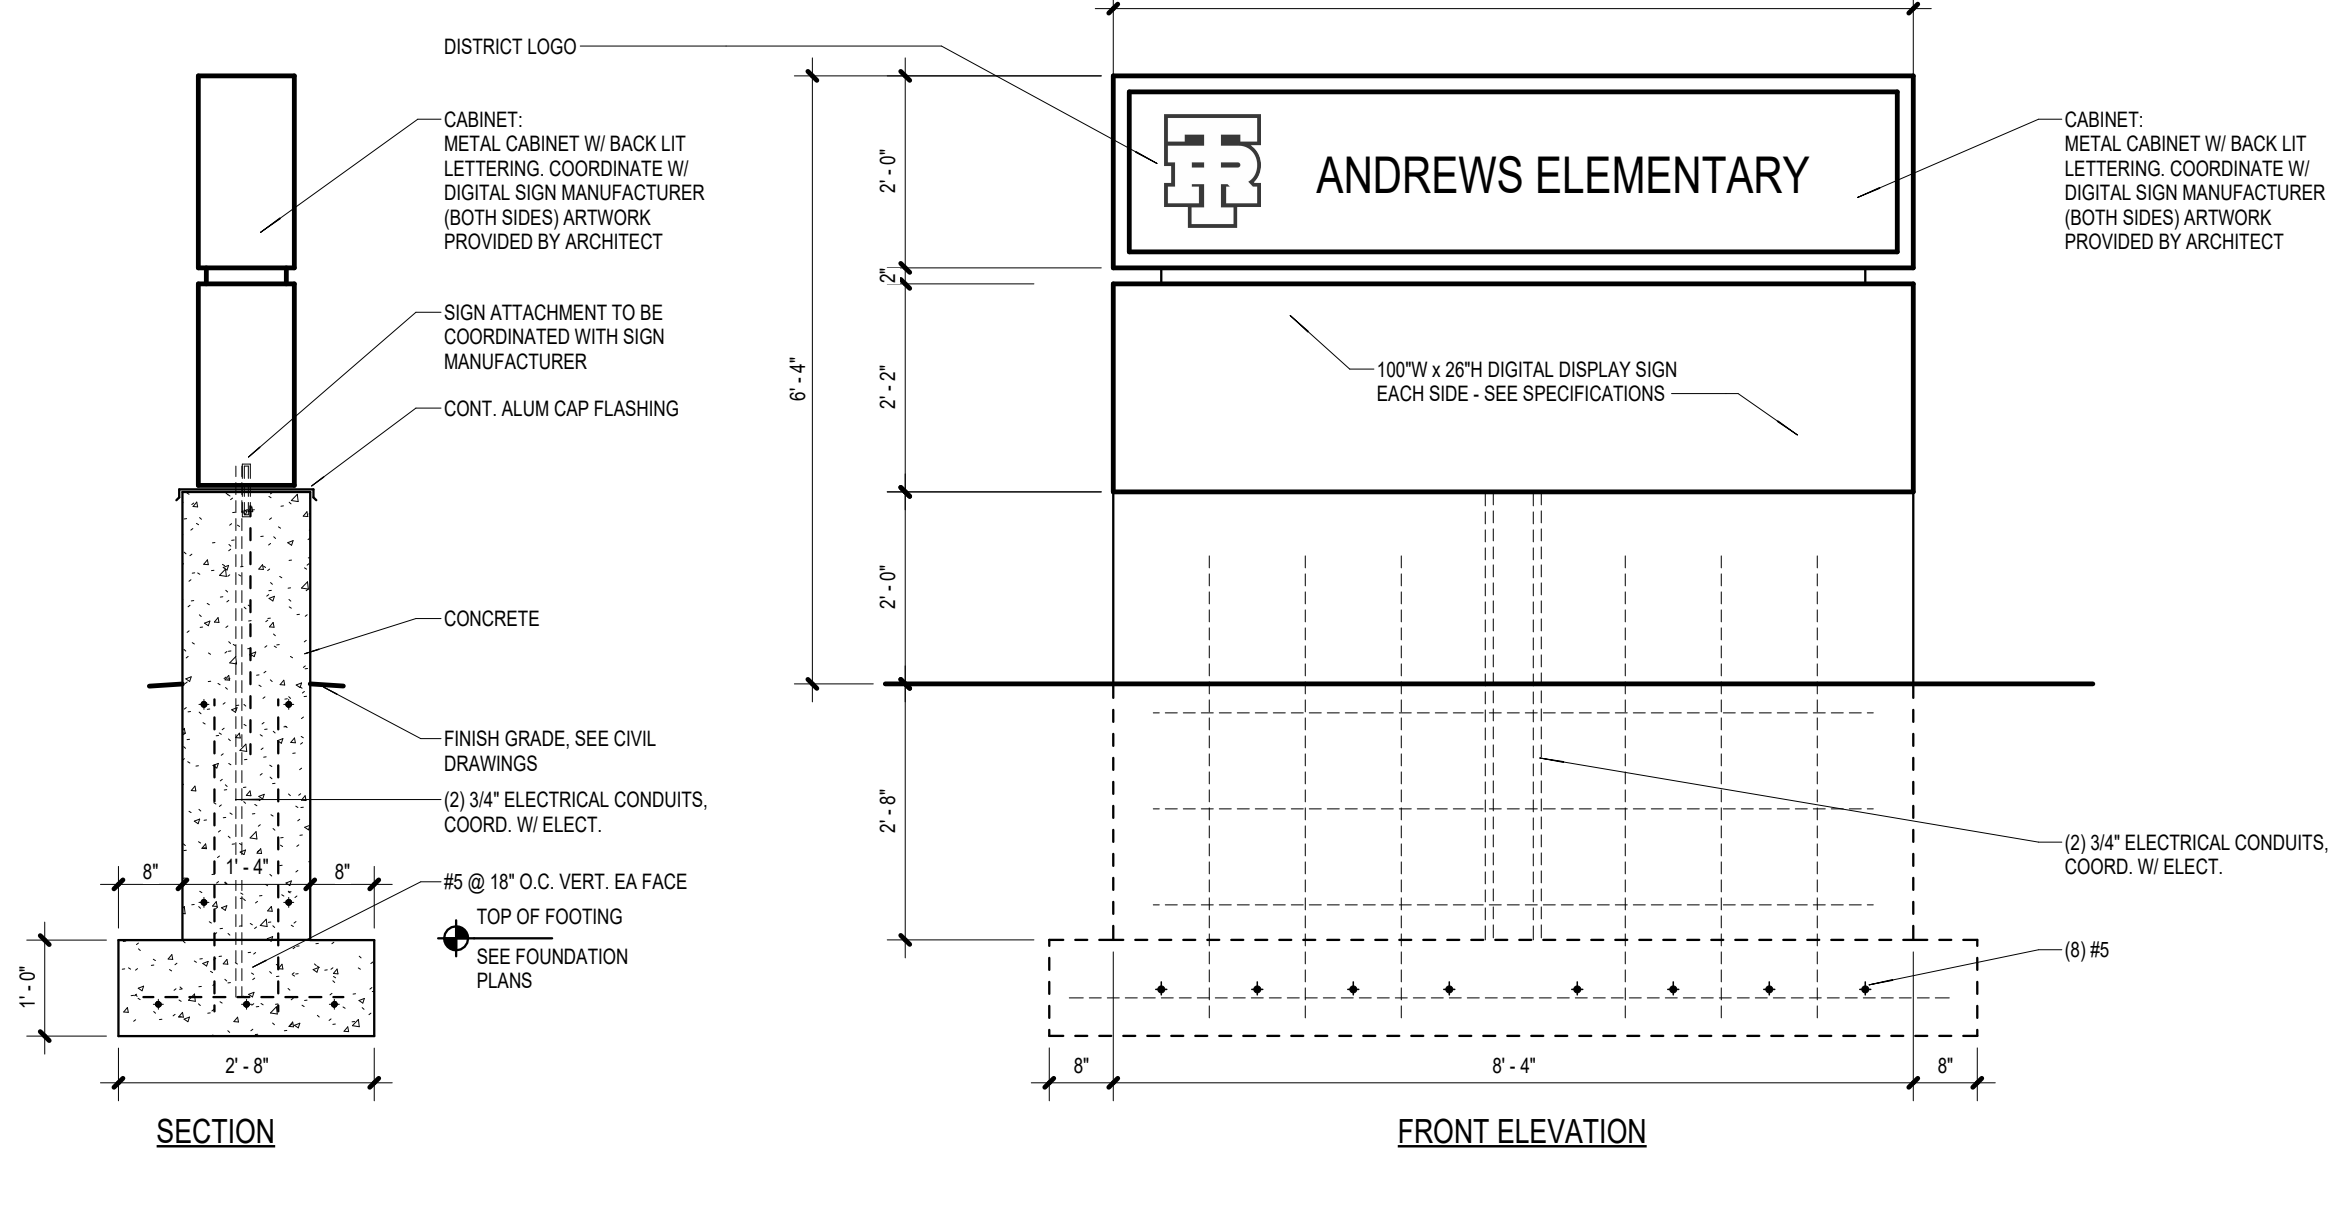 DISTRICT LOGO
CABINET:
METAL CABINET W/ BACK LIT
LETTERING. COORDINATE W/
DIGITAL SIGN MANUFACTURER
(BOTH SIDES) ARTWORK
PROVIDED BY ARCHITECT
SIGN ATTACHMENT TO BE
COORDINATED WITH SIGN
MANUFACTURER
CONT. ALUM CAP FLASHING
CONCRETE
FINISH GRADE, SEE CIVIL
DRAWINGS
(2) 3/4" ELECTRICAL CONDUITS,
COORD. W/ ELECT.
8"
1' - 4"
8"
#5 @ 18" O.C. VERT. EA FACE
TOP OF FOOTING
SEE FOUNDATION
PLANS
1' - 0"
2' - 8"
SECTION
6' - 4"
2' - 0"
2"
2' - 2"
2' - 0"
2' - 8"
TR
ANDREWS ELEMENTARY
100"W x 26"H DIGITAL DISPLAY SIGN
EACH SIDE - SEE SPECIFICATIONS
CABINET:
METAL CABINET W/ BACK LIT
LETTERING. COORDINATE W/
DIGITAL SIGN MANUFACTURER
(BOTH SIDES) ARTWORK
PROVIDED BY ARCHITECT
(2) 3/4" ELECTRICAL CONDUITS,
COORD. W/ ELECT.
(8) #5
8"
8' - 4"
8"
FRONT ELEVATION